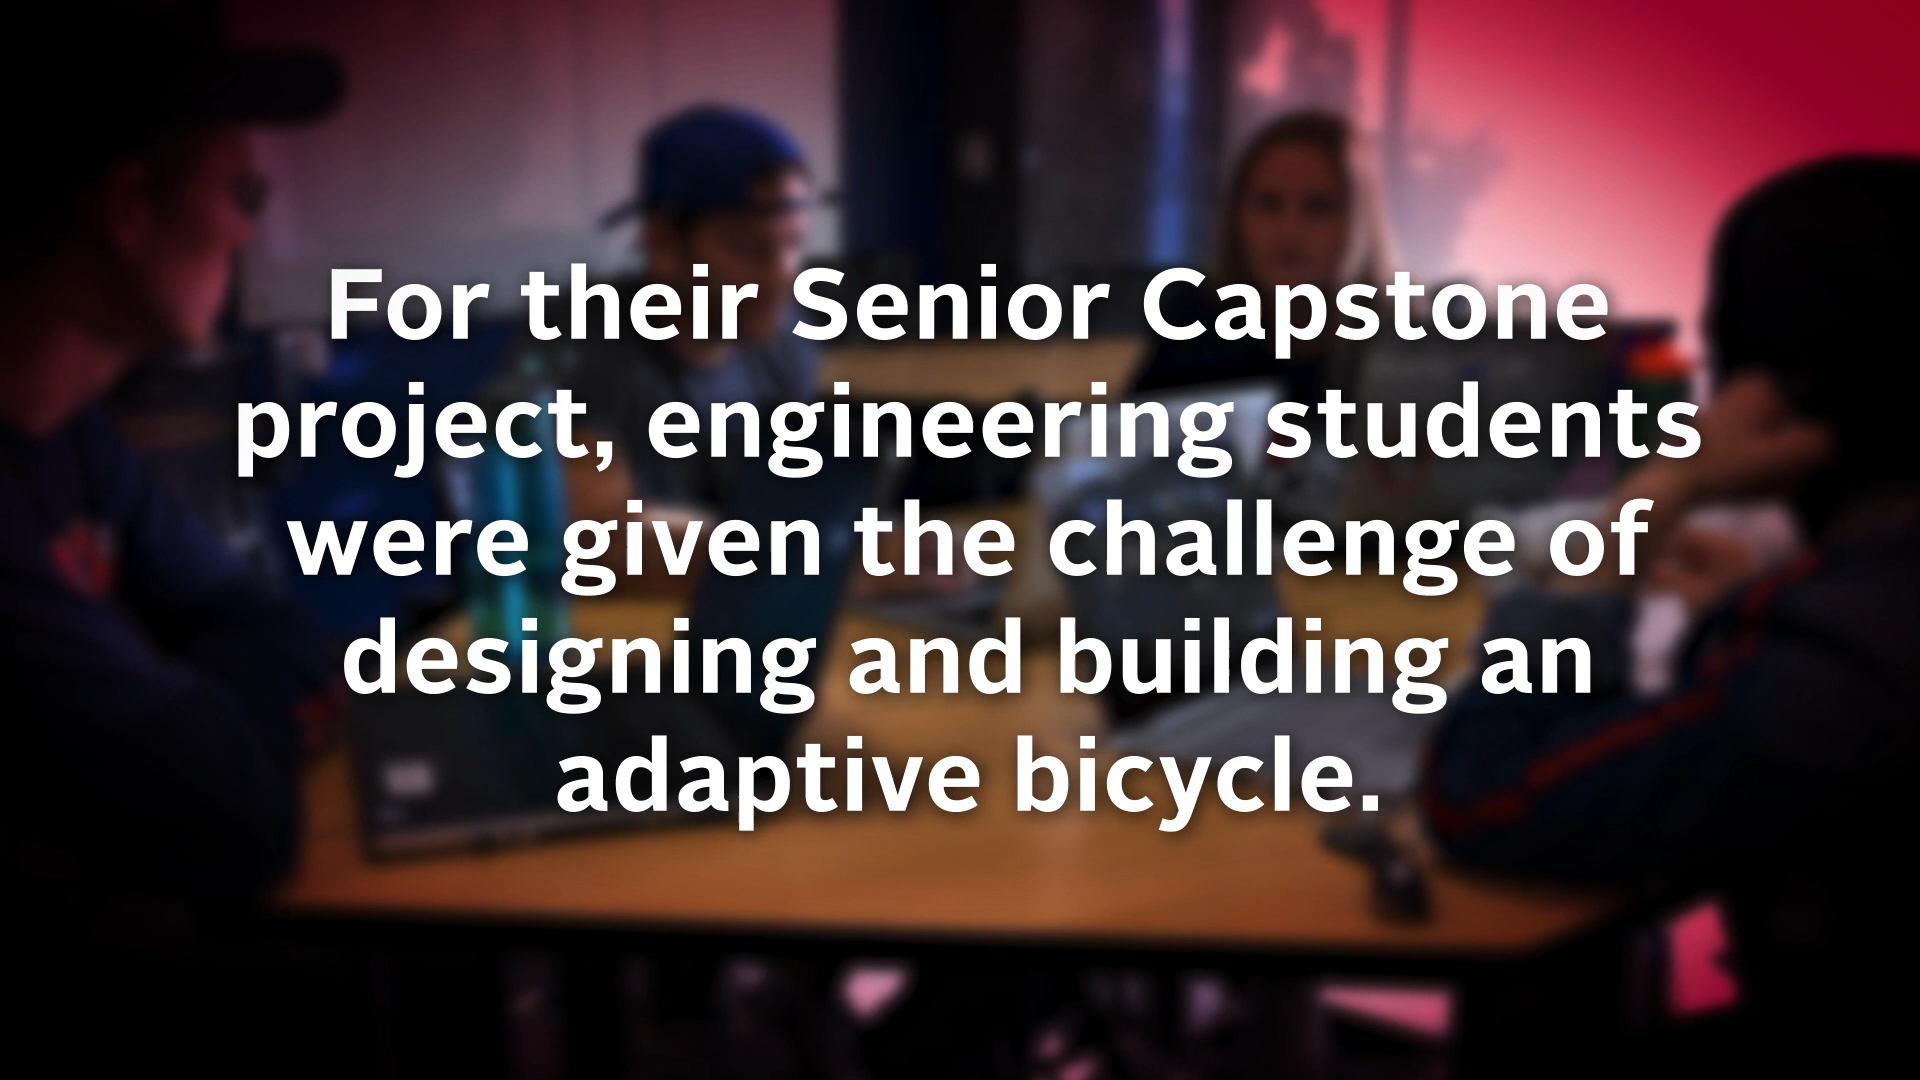 For their Senior Capstone
project, engineering students
were given the challenge of
designing and building an
adaptive bicycle.